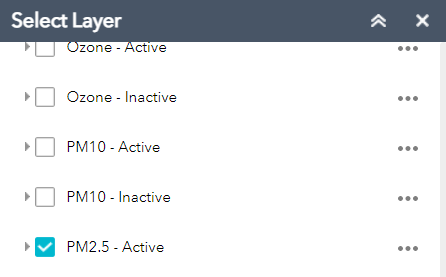 Select Layer
Ozone - Active
Ozone - Inactive
PM10 - Active
PM10 - Inactive
PM2.5 - Active